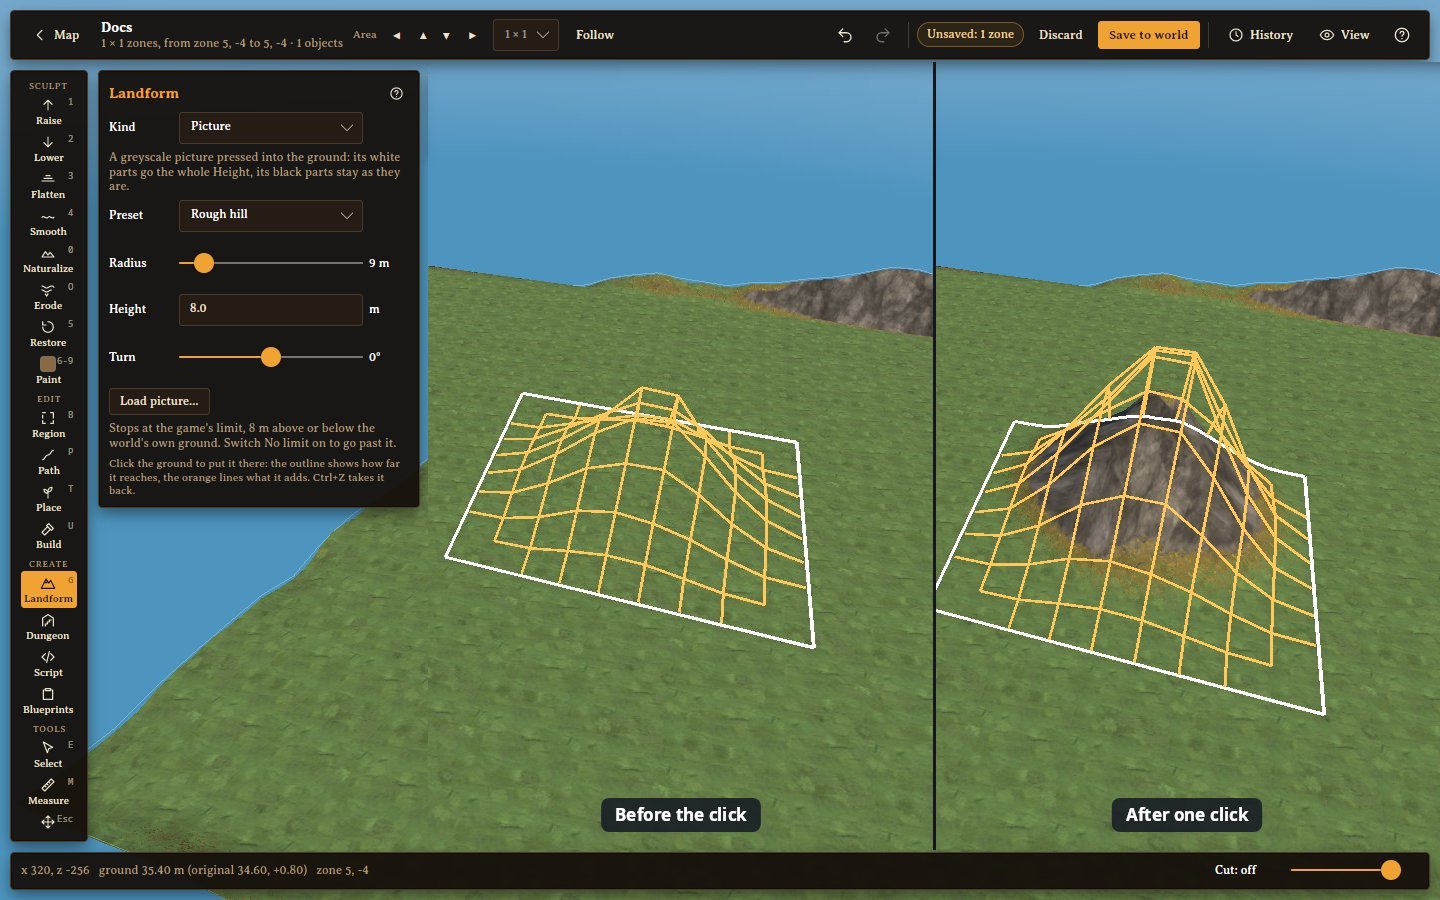 Map
Docs
1 × 1 zones, from zone 5, -4 to 5, -4 · 1 objects
Area
1 × 1
Follow
Unsaved: 1 zone
Discard
Save to world
History
View
SCULPT
Raise 1
Lower 2
Flatten 3
Smooth 4
Naturalize 0
Erode O
Restore 5
Paint 6-9
EDIT
Region B
Path P
Place T
Build U
CREATE
Landform G
Dungeon
Script
Blueprints
TOOLS
Select E
Measure M
Esc
Landform
Kind Picture
A greyscale picture pressed into the ground: its white
parts go the whole Height, its black parts stay as they
are.
Preset Rough hill
Radius 9 m
Height 8.0 m
Turn 0°
Load picture...
Stops at the game's limit, 8 m above or below the
world's own ground. Switch No limit on to go past it.
Click the ground to put it there: the outline shows how far
it reaches, the orange lines what it adds. Ctrl+Z takes it
back.
Before the click
After one click
x 320, z -256 ground 35.40 m (original 34.60, +0.80) zone 5, -4
Cut: off